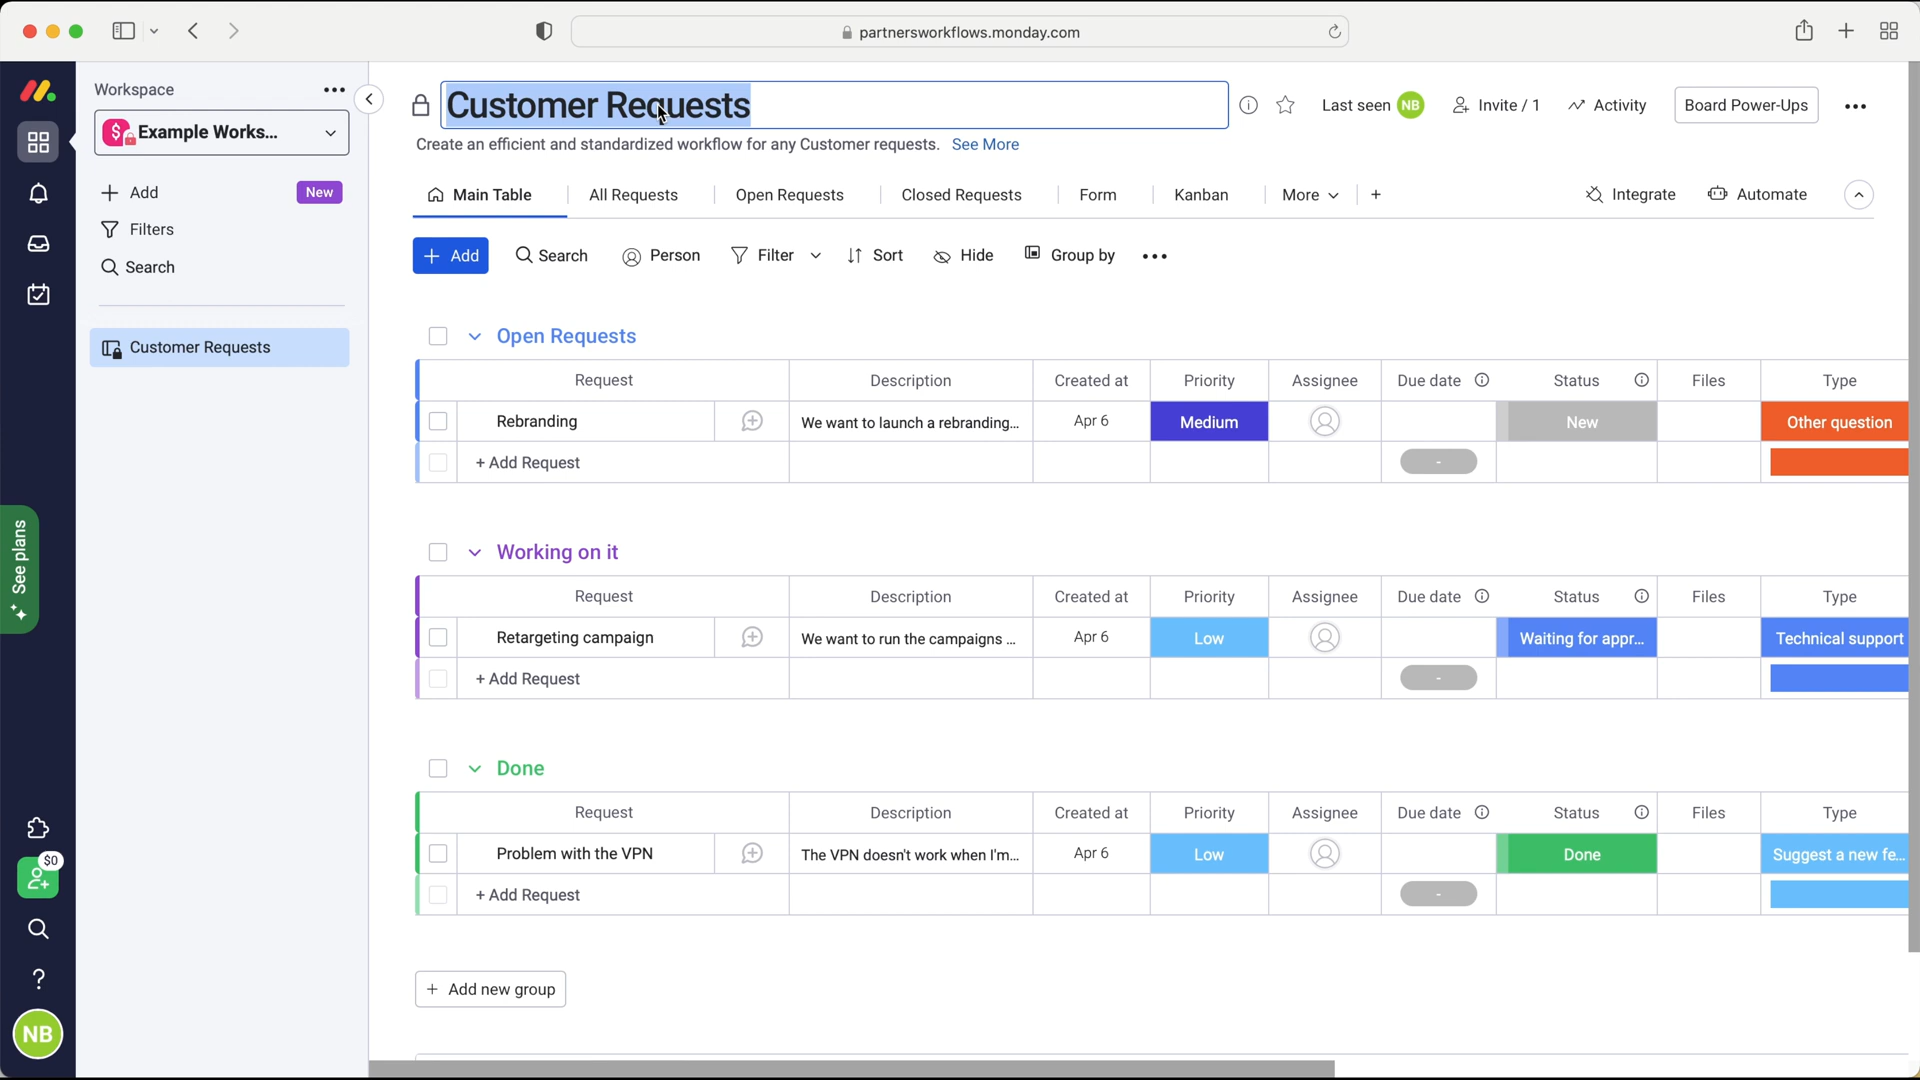 partnersworkflows.monday.com
Workspace
$ Example Works...
Add
New
Filters
Search
Customer Requests
See plans
$0
?
NB
Customer Requests
Last seen NB
Invite / 1
Activity
Board Power-Ups
Create an efficient and standardized workflow for any Customer requests. See More
Main Table
All Requests
Open Requests
Closed Requests
Form
Kanban
More
+
Integrate
Automate
+ Add
Search
Person
Filter
Sort
Hide
Group by
Open Requests
Request Description Created at Priority Assignee Due date Status Files Type
Rebranding We want to launch a rebranding... Apr 6 Medium New Other question
+ Add Request -
Working on it
Request Description Created at Priority Assignee Due date Status Files Type
Retargeting campaign We want to run the campaigns ... Apr 6 Low Waiting for appr... Technical support
+ Add Request -
Done
Request Description Created at Priority Assignee Due date Status Files Type
Problem with the VPN The VPN doesn't work when I'm... Apr 6 Low Done Suggest a new fe...
+ Add Request -
+ Add new group